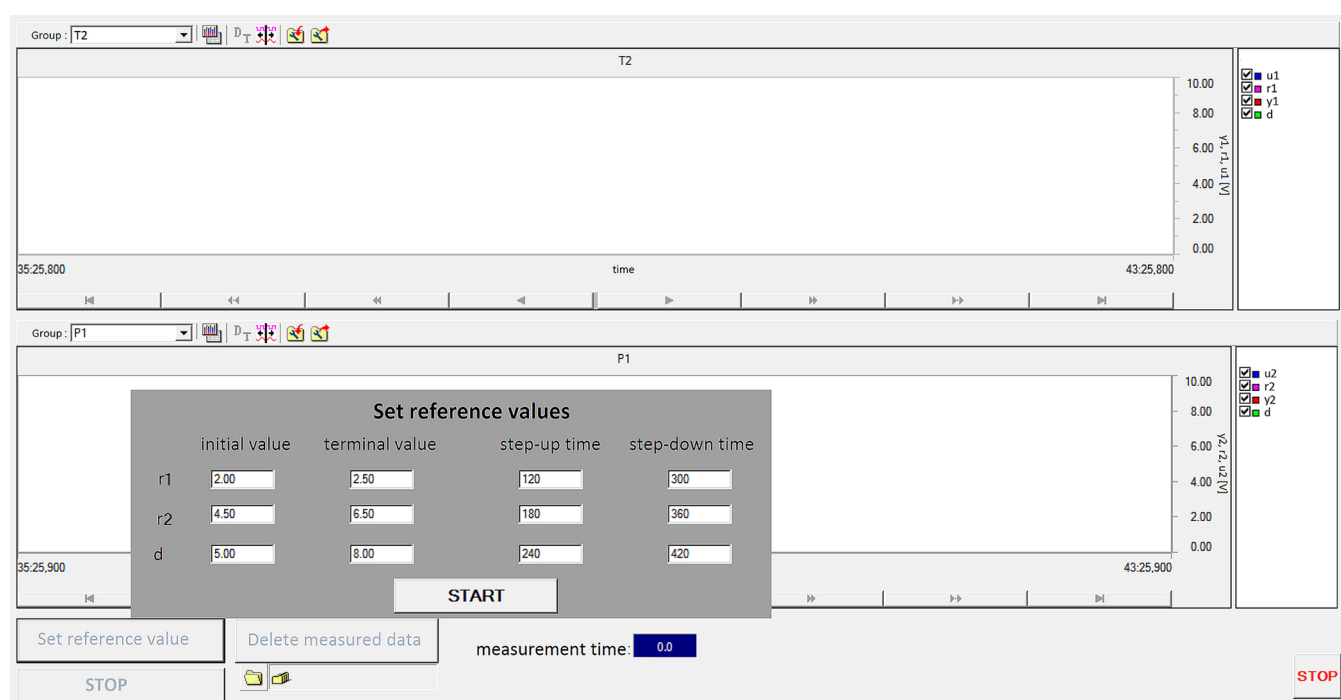 Group : T2
D T
T2
10.00
8.00
6.00
4.00
2.00
0.00
y1, r1, u1 [V]
u1
r1
y1
d
35:25,800 time 43:25,800
Group : P1
D T
P1
10.00
8.00
6.00
4.00
2.00
0.00
y2, r2, u2 [V]
u2
r2
y2
d
Set reference values
initial value terminal value step-up time step-down time
r1 2.00 2.50 120 300
r2 4.50 6.50 180 360
d 5.00 8.00 240 420
START
35:25,900 43:25,900
Set reference value Delete measured data measurement time: 0.0
STOP STOP